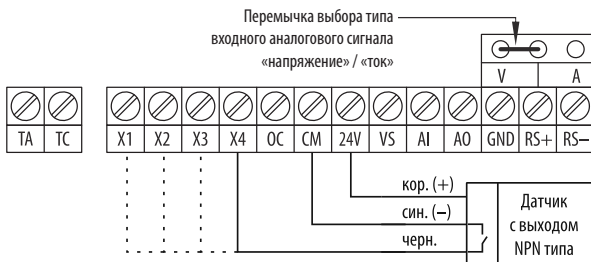 Перемычка выбора типа
входного аналогового сигнала
«напряжение» / «ток»
V A
TA TC X1 X2 X3 X4 OC CM 24V VS AI AO GND RS+ RS−
кор. (+)
син. (−)
черн.
Датчик
с выходом
NPN типа